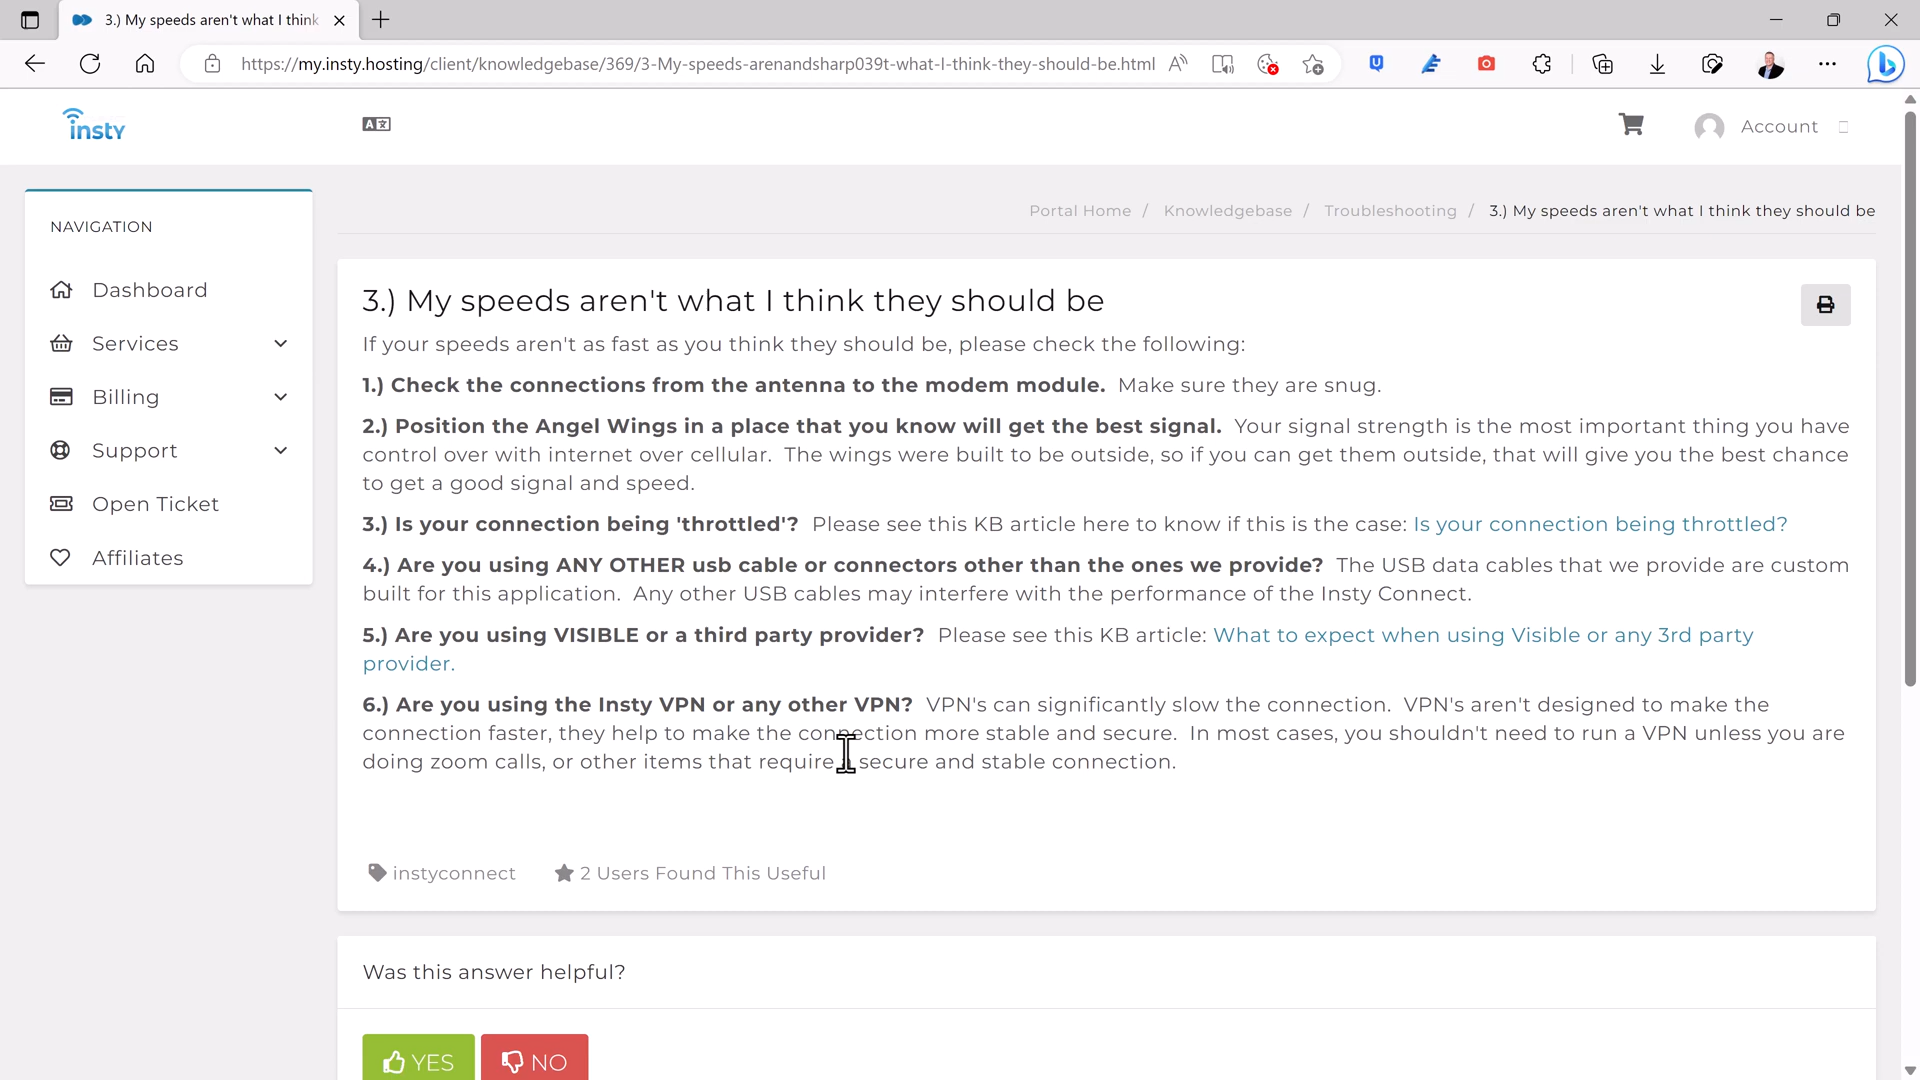 3.) My speeds aren't what I think
https://my.insty.hosting/client/knowledgebase/369/3-My-speeds-arenandsharp039t-what-I-think-they-should-be.html
insty
Account
NAVIGATION
Dashboard
Services
Billing
Support
Open Ticket
Affiliates
Portal Home / Knowledgebase / Troubleshooting / 3.) My speeds aren't what I think they should be
3.) My speeds aren't what I think they should be
If your speeds aren't as fast as you think they should be, please check the following:
1.) Check the connections from the antenna to the modem module. Make sure they are snug.
2.) Position the Angel Wings in a place that you know will get the best signal. Your signal strength is the most important thing you have
control over with internet over cellular. The wings were built to be outside, so if you can get them outside, that will give you the best chance
to get a good signal and speed.
3.) Is your connection being 'throttled'? Please see this KB article here to know if this is the case: Is your connection being throttled?
4.) Are you using ANY OTHER usb cable or connectors other than the ones we provide? The USB data cables that we provide are custom
built for this application. Any other USB cables may interfere with the performance of the Insty Connect.
5.) Are you using VISIBLE or a third party provider? Please see this KB article: What to expect when using Visible or any 3rd party
provider.
6.) Are you using the Insty VPN or any other VPN? VPN's can significantly slow the connection. VPN's aren't designed to make the
connection faster, they help to make the connection more stable and secure. In most cases, you shouldn't need to run a VPN unless you are
doing zoom calls, or other items that require a secure and stable connection.
instyconnect
2 Users Found This Useful
Was this answer helpful?
YES
NO